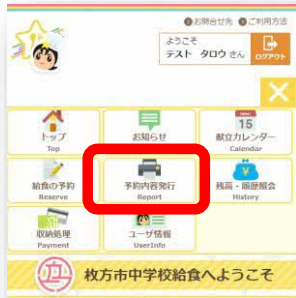 お問合せ先 ご利用方法
ようこそ
テスト タロウ さん
ログアウト
トップ
Top
お知らせ
15
献立カレンダー
Calendar
給食の予約
Reserve
予約内容発行
Report
残高・履歴照会
History
収納処理
Payment
ユーザ情報
UserInfo
枚方市中学校給食へようこそ